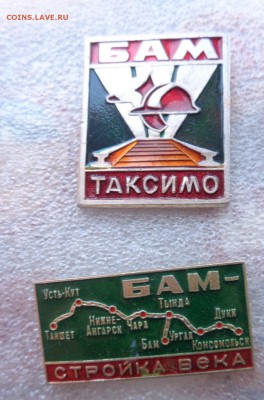 COINS.LAVE.RU
БАМ
ТАКСИМО
БАМ-
Усть-Кут
Тайшет
Нижне-
Ангарск
Чара
Тында
Бам
Ургал
Дуки
Комсомольск
СТРОЙКА ВЕКА